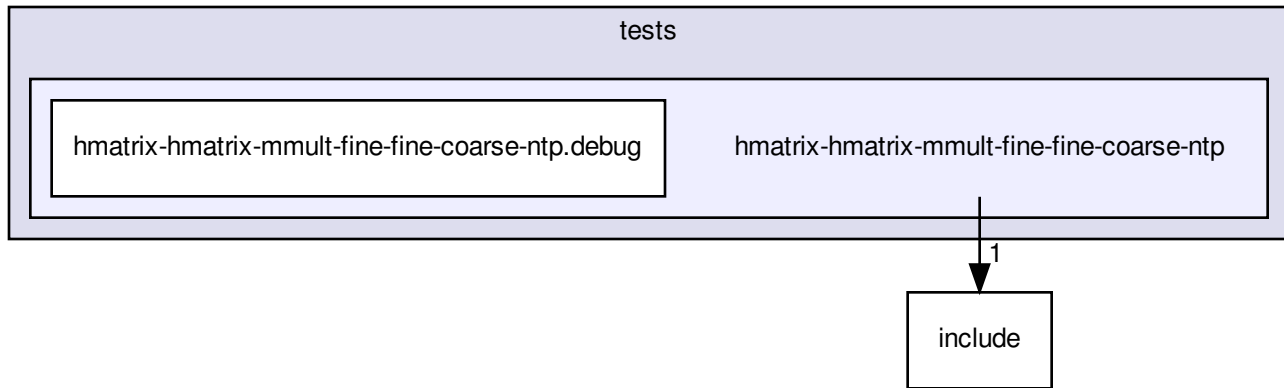 tests
hmatrix-hmatrix-mmult-fine-fine-coarse-ntp.debug
hmatrix-hmatrix-mmult-fine-fine-coarse-ntp
1
include